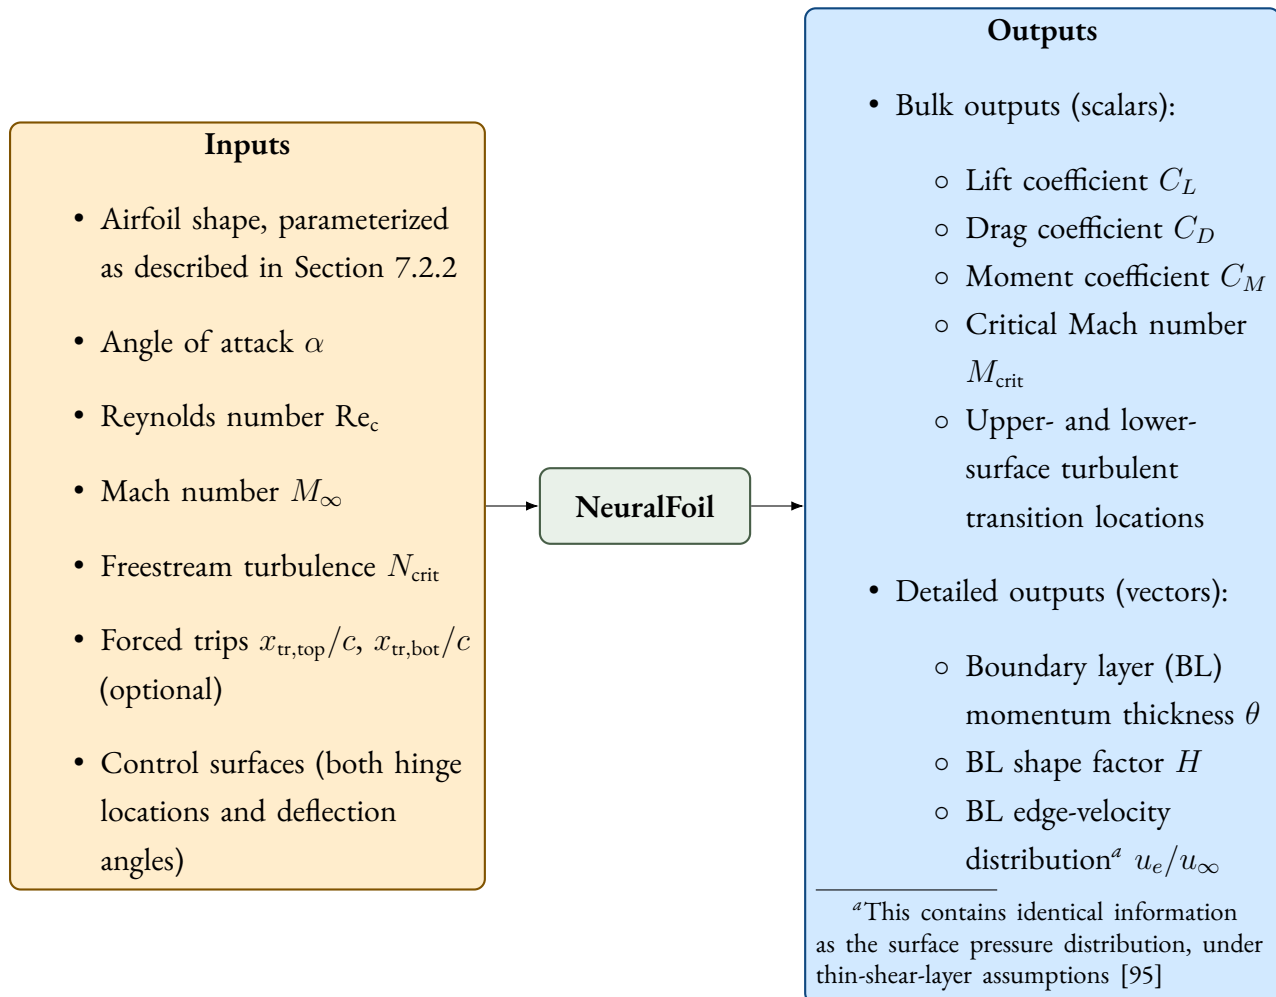 Inputs
• Airfoil shape, parameterized
as described in Section 7.2.2
• Angle of attack α
• Reynolds number Re_c
• Mach number M_∞
• Freestream turbulence N_crit
• Forced trips x_tr,top/c, x_tr,bot/c
(optional)
• Control surfaces (both hinge
locations and deflection
angles)
NeuralFoil
Outputs
• Bulk outputs (scalars):
○ Lift coefficient C_L
○ Drag coefficient C_D
○ Moment coefficient C_M
○ Critical Mach number
M_crit
○ Upper- and lower-
surface turbulent
transition locations
• Detailed outputs (vectors):
○ Boundary layer (BL)
momentum thickness θ
○ BL shape factor H
○ BL edge-velocity
distribution^a u_e/u_∞
^a This contains identical information
as the surface pressure distribution, under
thin-shear-layer assumptions [95]